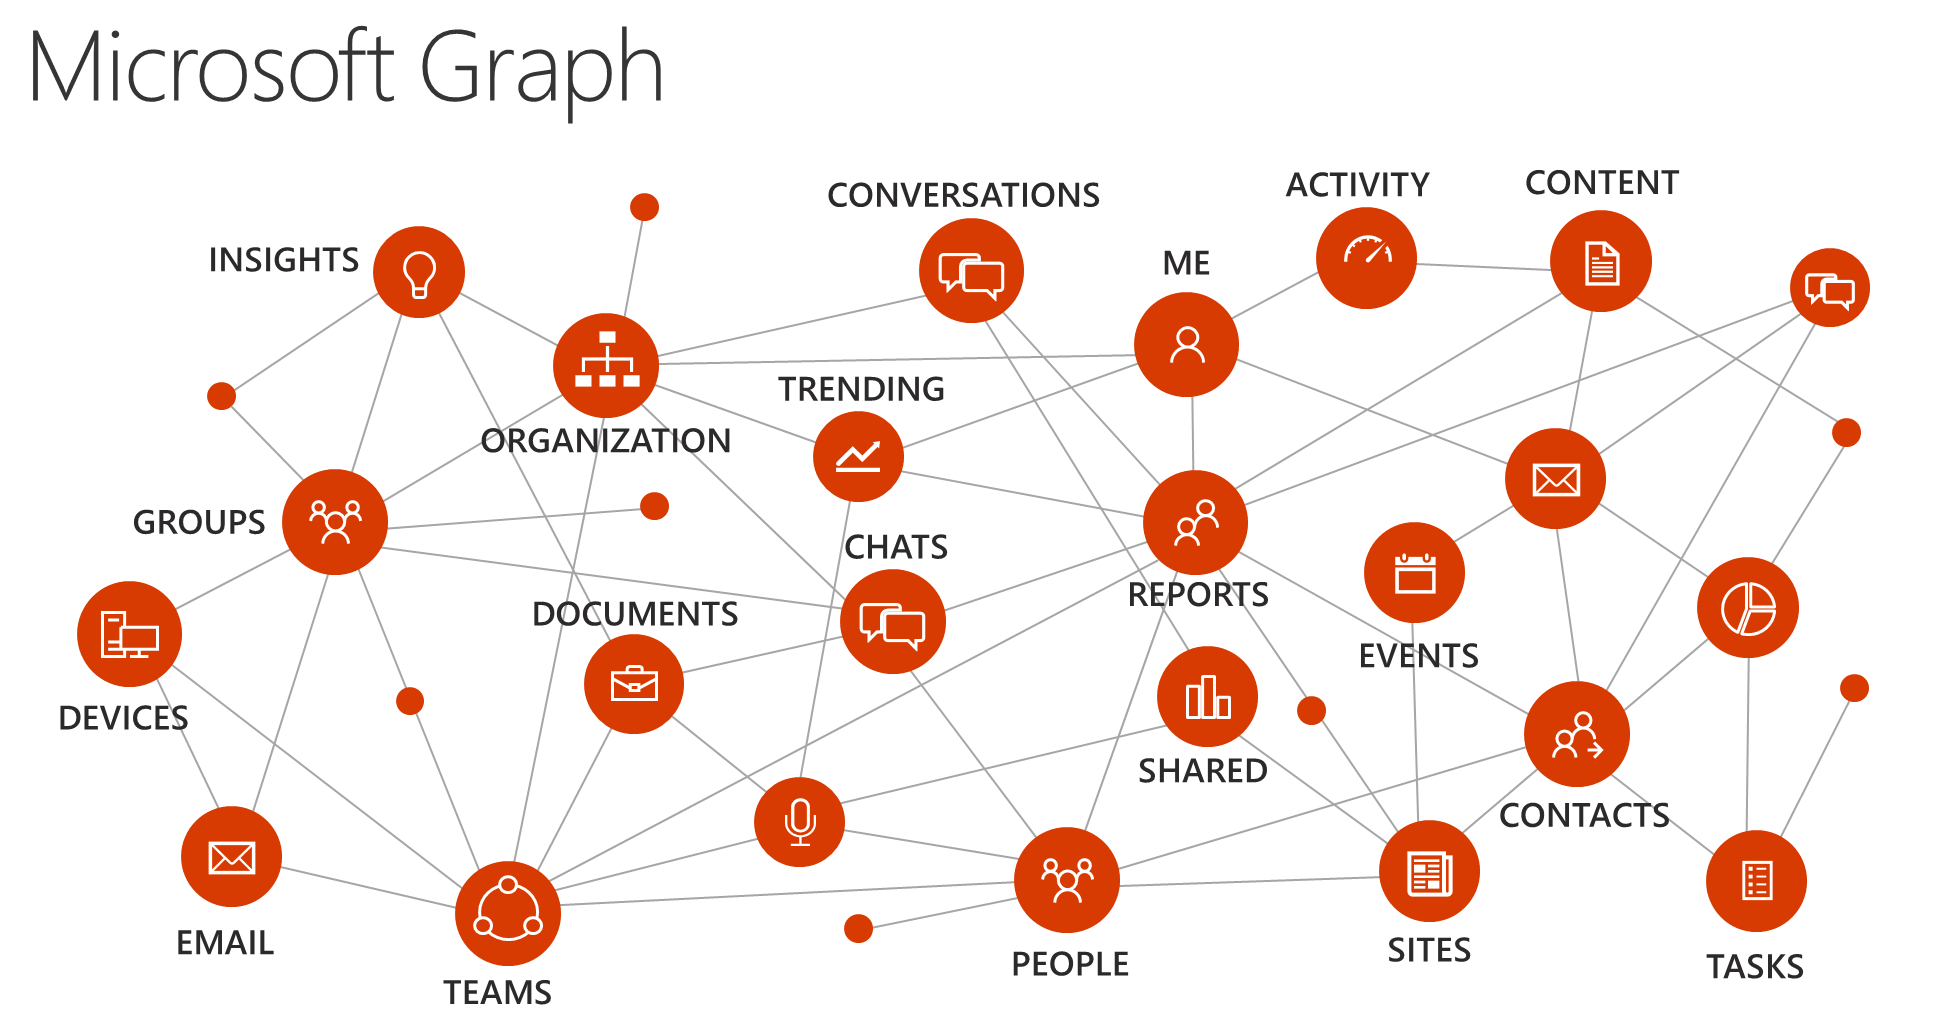 Microsoft Graph
CONVERSATIONS
ACTIVITY
CONTENT
INSIGHTS
ME
TRENDING
ORGANIZATION
GROUPS
CHATS
DOCUMENTS
REPORTS
EVENTS
DEVICES
SHARED
CONTACTS
EMAIL
TEAMS
PEOPLE
SITES
TASKS